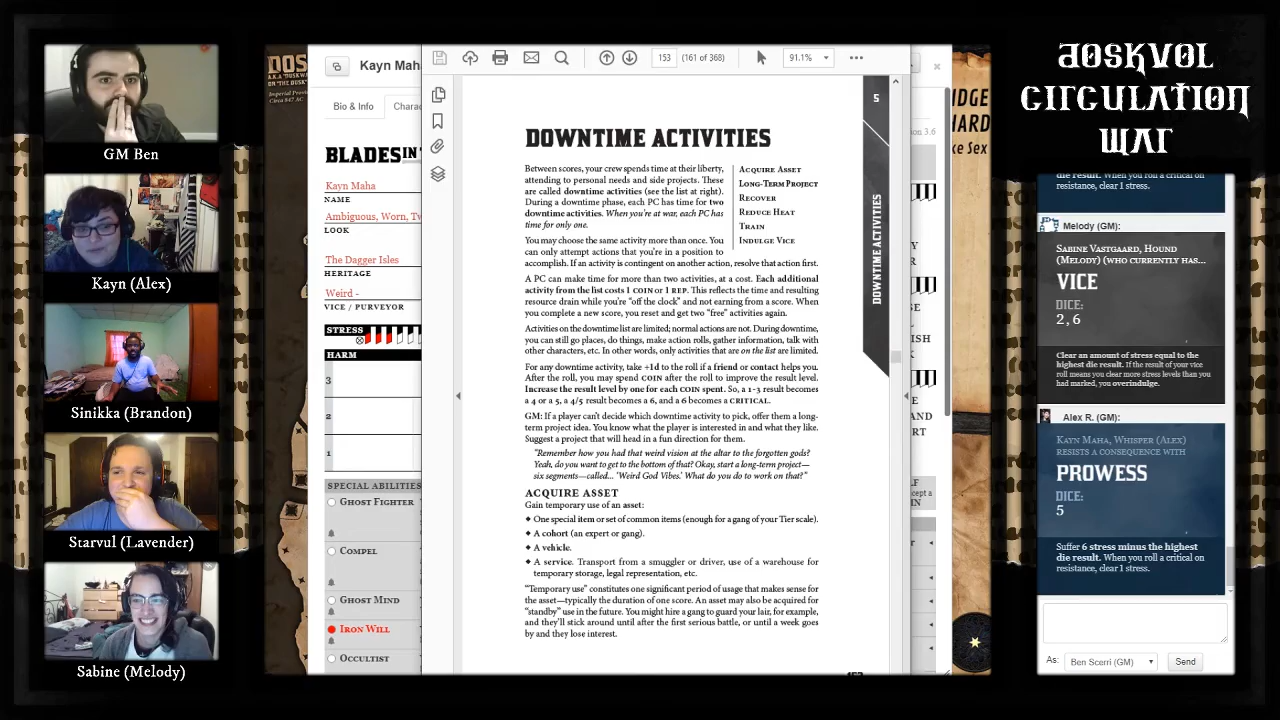 GM Ben
Kayn (Alex)
Sinikka (Brandon)
Starvul (Lavender)
Sabine (Melody)
DOS
Imperial
Circa 847 AC
Kayn Maha
Bio & Info
BLADES IN
Kayn Maha
NAME
Ambiguous, Worn,
LOOK
The Dagger Isles
HERITAGE
Weird -
VICE / PURVEYOR
STRESS
HARM
3
2
1
SPECIAL ABILITIES
GHOST FIGHTER
COMPEL
GHOST MIND
IRON WILL
OCCULTIST
153 (161 of 368)
91.1%
5
DOWNTIME ACTIVITIES
DOWNTIME ACTIVITIES
Between scores, your crew spends time at their liberty,
attending to personal needs and side projects. These
are called downtime activities (see the list at right).
During a downtime phase, each PC has time for two
downtime activities. When you're at war, each PC has
time for only one.
ACQUIRE ASSET
LONG-TERM PROJECT
RECOVER
REDUCE HEAT
TRAIN
INDULGE VICE
You may choose the same activity more than once. You
can only attempt actions that you're in a position to
accomplish. If an activity is contingent on another action, resolve that action first.
A PC can make time for more than two activities, at a cost. Each additional
activity from the list costs 1 COIN or 1 REP. This reflects the time and resulting
resource drain while you're "off the clock" and not earning from a score. When
you complete a new score, you reset and get two "free" activities again.
Activities on the downtime list are limited; normal actions are not. During downtime,
you can still go places, do things, make action rolls, gather information, talk with
other characters, etc. In other words, only activities that are on the list are limited.
For any downtime activity, take +1d to the roll if a friend or contact helps you.
After the roll, you may spend COIN after the roll to improve the result level.
Increase the result level by one for each COIN spent. So, a 1-3 result becomes
a 4 or a 5, a 4/5 result becomes a 6, and a 6 becomes a CRITICAL.
GM: If a player can't decide which downtime activity to pick, offer them a long-
term project idea. You know what the player is interested in and what they like.
Suggest a project that will head in a fun direction for them.
"Remember how you had that weird vision at the altar to the forgotten gods?
Yeah, do you want to get to the bottom of that? Okay, start a long-term project—
six segments—called... 'Weird God Vibes.' What do you do to work on that?"
ACQUIRE ASSET
Gain temporary use of an asset:
◆ One special item or set of common items (enough for a gang of your Tier scale).
◆ A cohort (an expert or gang).
◆ A vehicle.
◆ A service. Transport from a smuggler or driver, use of a warehouse for
temporary storage, legal representation, etc.
"Temporary use" constitutes one significant period of usage that makes sense for
the asset—typically the duration of one score. An asset may also be acquired for
"standby" use in the future. You might hire a gang to guard your lair, for example,
and they'll stick around until after the first serious battle, or until a week goes
by and they lose interest.
DOSKVOL
CIRCULATION
WAR
die result. When you roll a critical on
resistance, clear 1 stress.
Melody (GM):
SABINE VASTGAARD, HOUND
(MELODY) (WHO CURRENTLY HAS...
VICE
DICE:
2, 6
Clear an amount of stress equal to the
highest die result. If the result of your vice
roll means you clear more stress levels than you
had marked, you overindulge.
Alex R. (GM):
KAYN MAHA, WHISPER (ALEX)
RESISTS A CONSEQUENCE WITH
PROWESS
DICE:
5
Suffer 6 stress minus the highest
die result. When you roll a critical on
resistance, clear 1 stress.
As: Ben Scerri (GM) Send